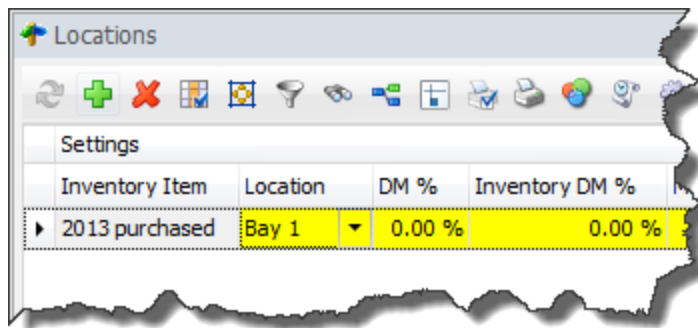 Locations
Settings
Inventory Item Location DM % Inventory DM %
2013 purchased Bay 1 0.00 % 0.00 %